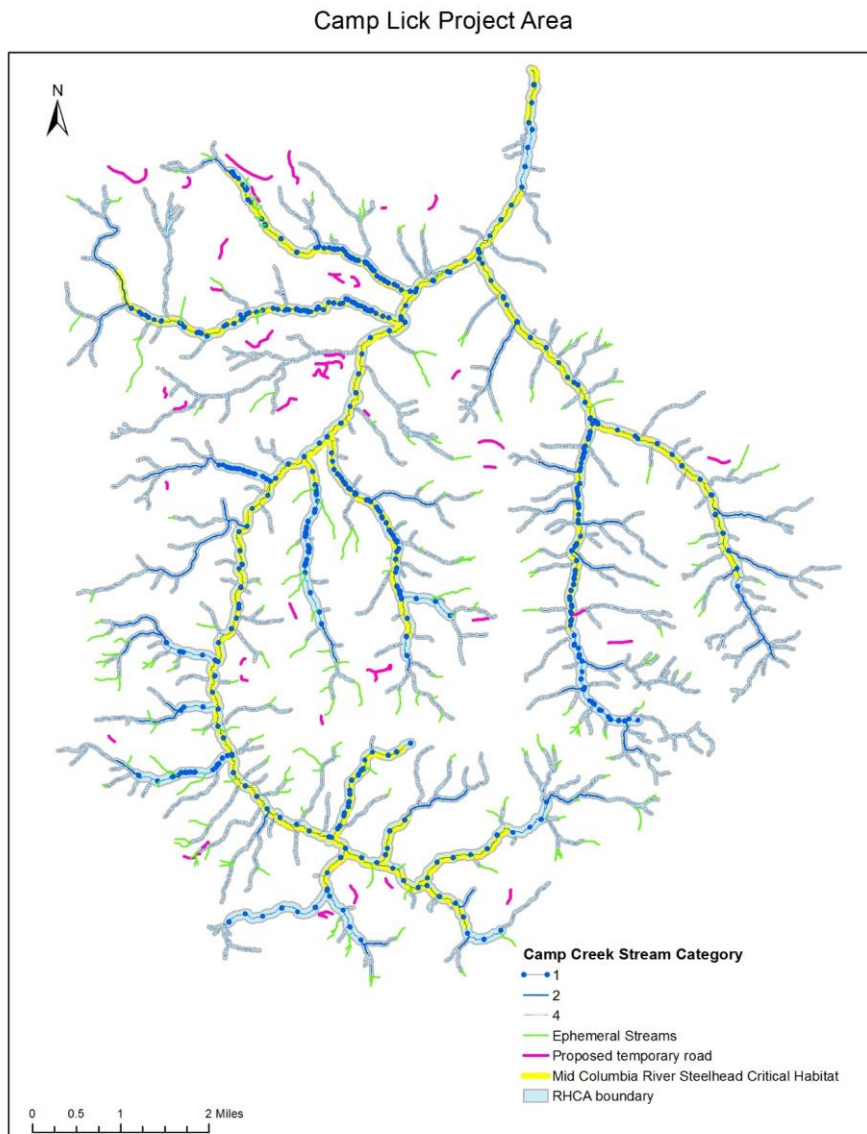 Camp Lick Project Area
N
Camp Creek Stream Category
1
2
4
Ephemeral Streams
Proposed temporary road
Mid Columbia River Steelhead Critical Habitat
RHCA boundary
0 0.5 1 2 Miles